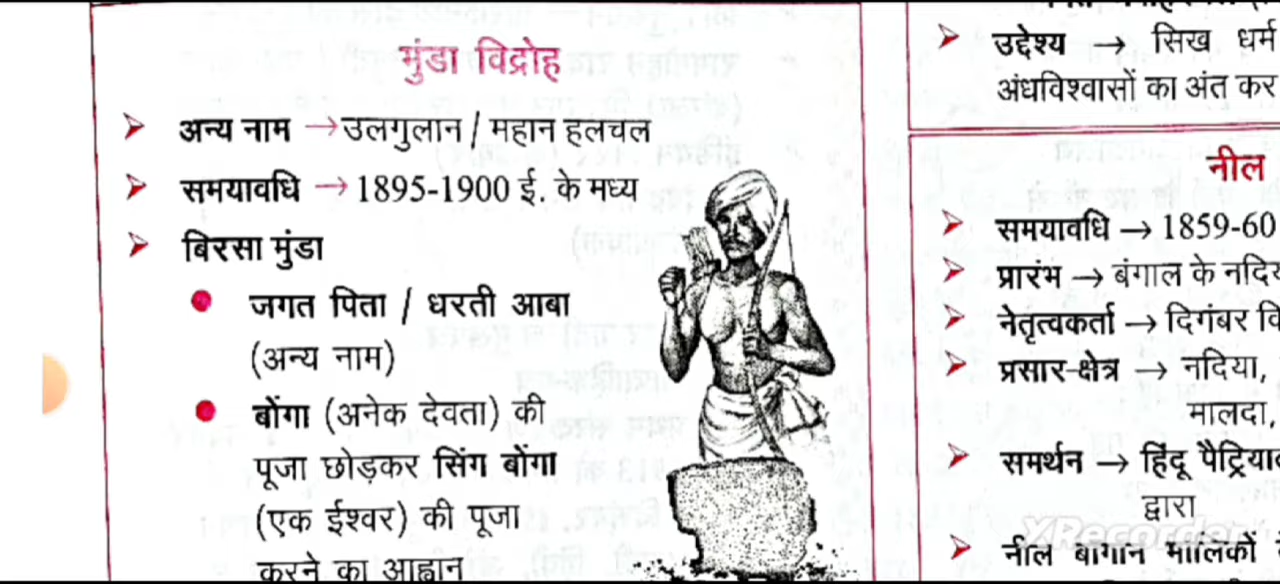 मुंडा विद्रोह
अन्य नाम → उलगुलान / महान हलचल
समयावधि → 1895-1900 ई. के मध्य
बिरसा मुंडा
जगत पिता / धरती आबा
(अन्य नाम)
बोंगा (अनेक देवता) की
पूजा छोड़कर सिंग बोंगा
(एक ईश्वर) की पूजा
करने का आह्वान
उद्देश्य → सिख धर्म
अंधविश्वासों का अंत कर
नील
समयावधि → 1859-60
प्रारंभ → बंगाल के
नेतृत्वकर्ता → दिगंबर
प्रसार-क्षेत्र → नदिया,
मालदा,
समर्थन → हिंदू
द्वारा
XRecorder
नील बागान मालिकों